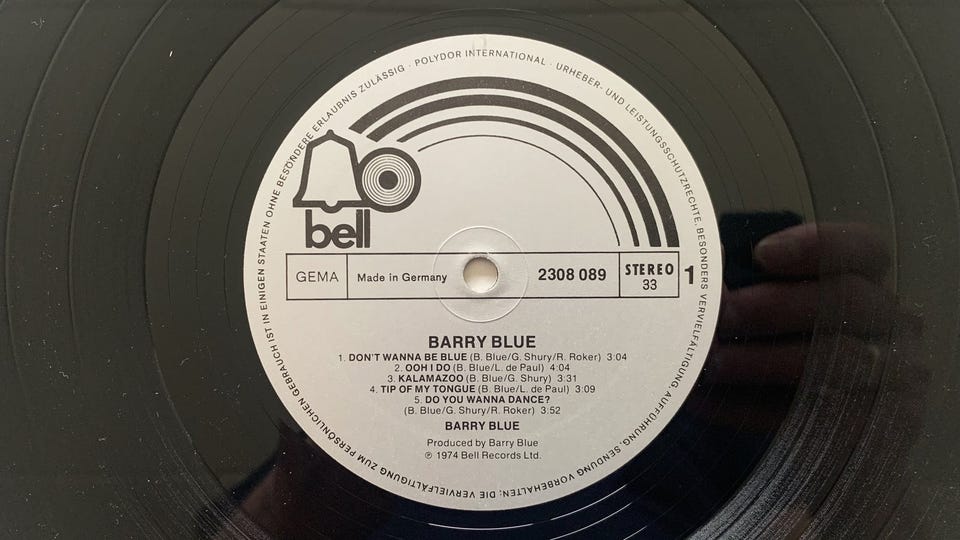 URHEBER- UND LEISTUNGSSCHUTZRECHTE, BESONDERS VERVIELFÄLTIGUNG, AUFFÜHRUNG, SENDUNG VORBEHALTEN; DIE VERVIELFÄLTIGUNG ZUM PERSÖNLICHEN GEBRAUCH IST IN EINIGEN STAATEN OHNE BESONDERE ERLAUBNIS ZULÄSSIG · POLYDOR INTERNATIONAL ·
bell
GEMA Made in Germany 2308 089 STEREO 1
33
BARRY BLUE
1. DON'T WANNA BE BLUE (B. Blue/G. Shury/R. Roker) 3:04
2. OOH I DO (B. Blue/L. de Paul) 4:04
3. KALAMAZOO (B. Blue/G. Shury) 3:31
4. TIP OF MY TONGUE (B. Blue/L. de Paul) 3:09
5. DO YOU WANNA DANCE?
(B. Blue/G. Shury/R. Roker) 3:52
BARRY BLUE
Produced by Barry Blue
℗ 1974 Bell Records Ltd.